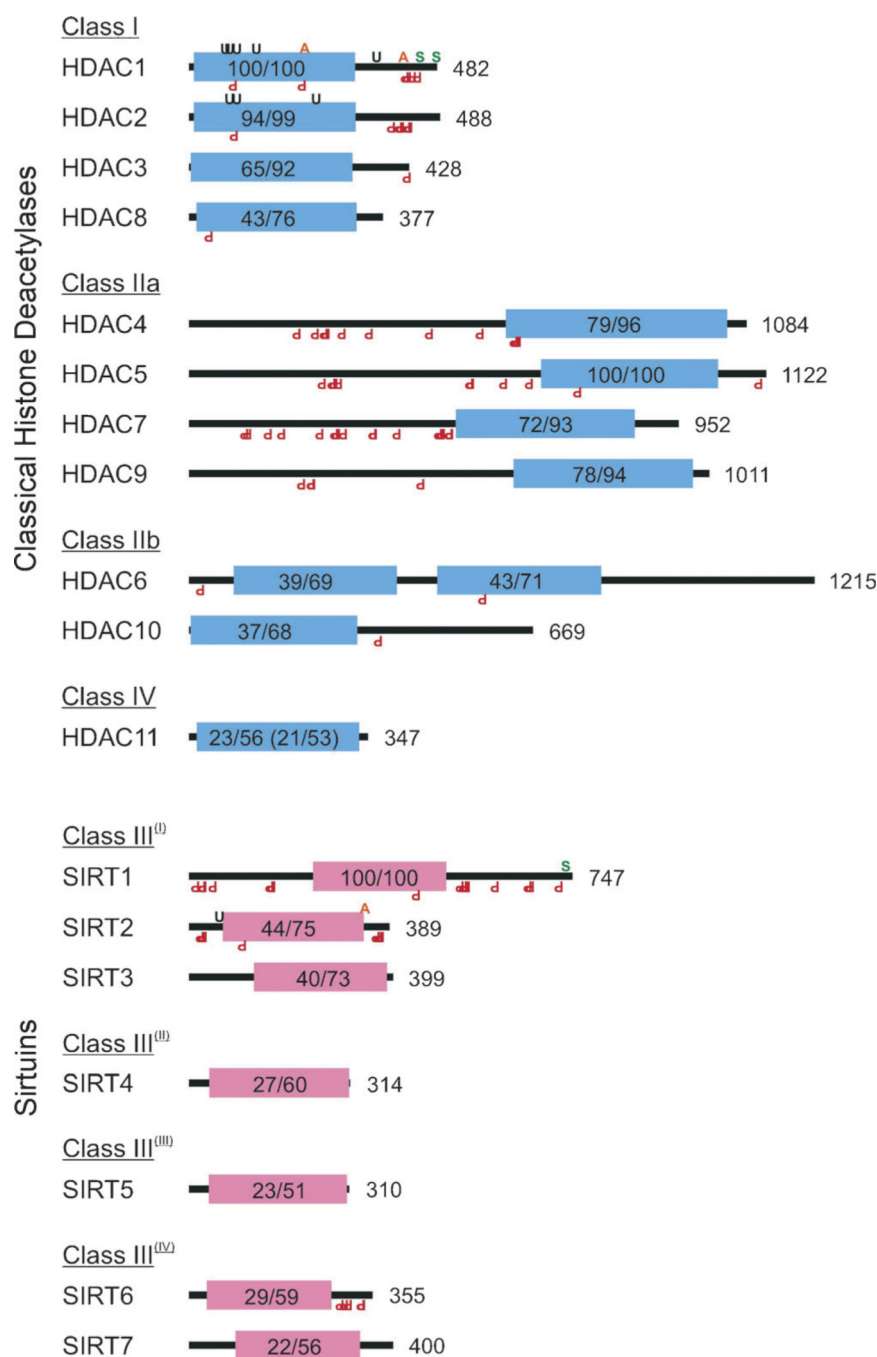 Classical Histone Deacetylases
Class I
U U U U A U A S S
HDAC1 100/100 482
U U U
HDAC2 94/99 488
HDAC3 65/92 428
HDAC8 43/76 377
Class IIa
HDAC4 79/96 1084
HDAC5 100/100 1122
HDAC7 72/93 952
HDAC9 78/94 1011
Class IIb
HDAC6 39/69 43/71 1215
HDAC10 37/68 669
Class IV
HDAC11 23/56 (21/53) 347
Sirtuins
Class III(I)
S
SIRT1 100/100 747
U A
SIRT2 44/75 389
SIRT3 40/73 399
Class III(II)
SIRT4 27/60 314
Class III(III)
SIRT5 23/51 310
Class III(IV)
SIRT6 29/59 355
SIRT7 22/56 400